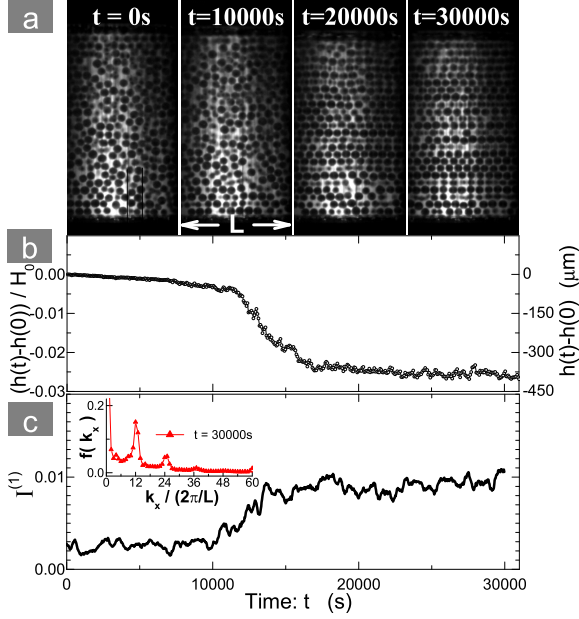 a
t = 0s
t=10000s
t=20000s
t=30000s
L
b
(h(t)-h(0)) / H0
0.00
-0.01
-0.02
-0.03
0
-150
-300
-450
h(t)-h(0) (μm)
c
I(1)
0.01
0.00
f( kx )
0.2
0.0
t = 30000s
0 12 24 36 48 60
kx / (2π/L)
0 10000 20000 30000
Time: t (s)